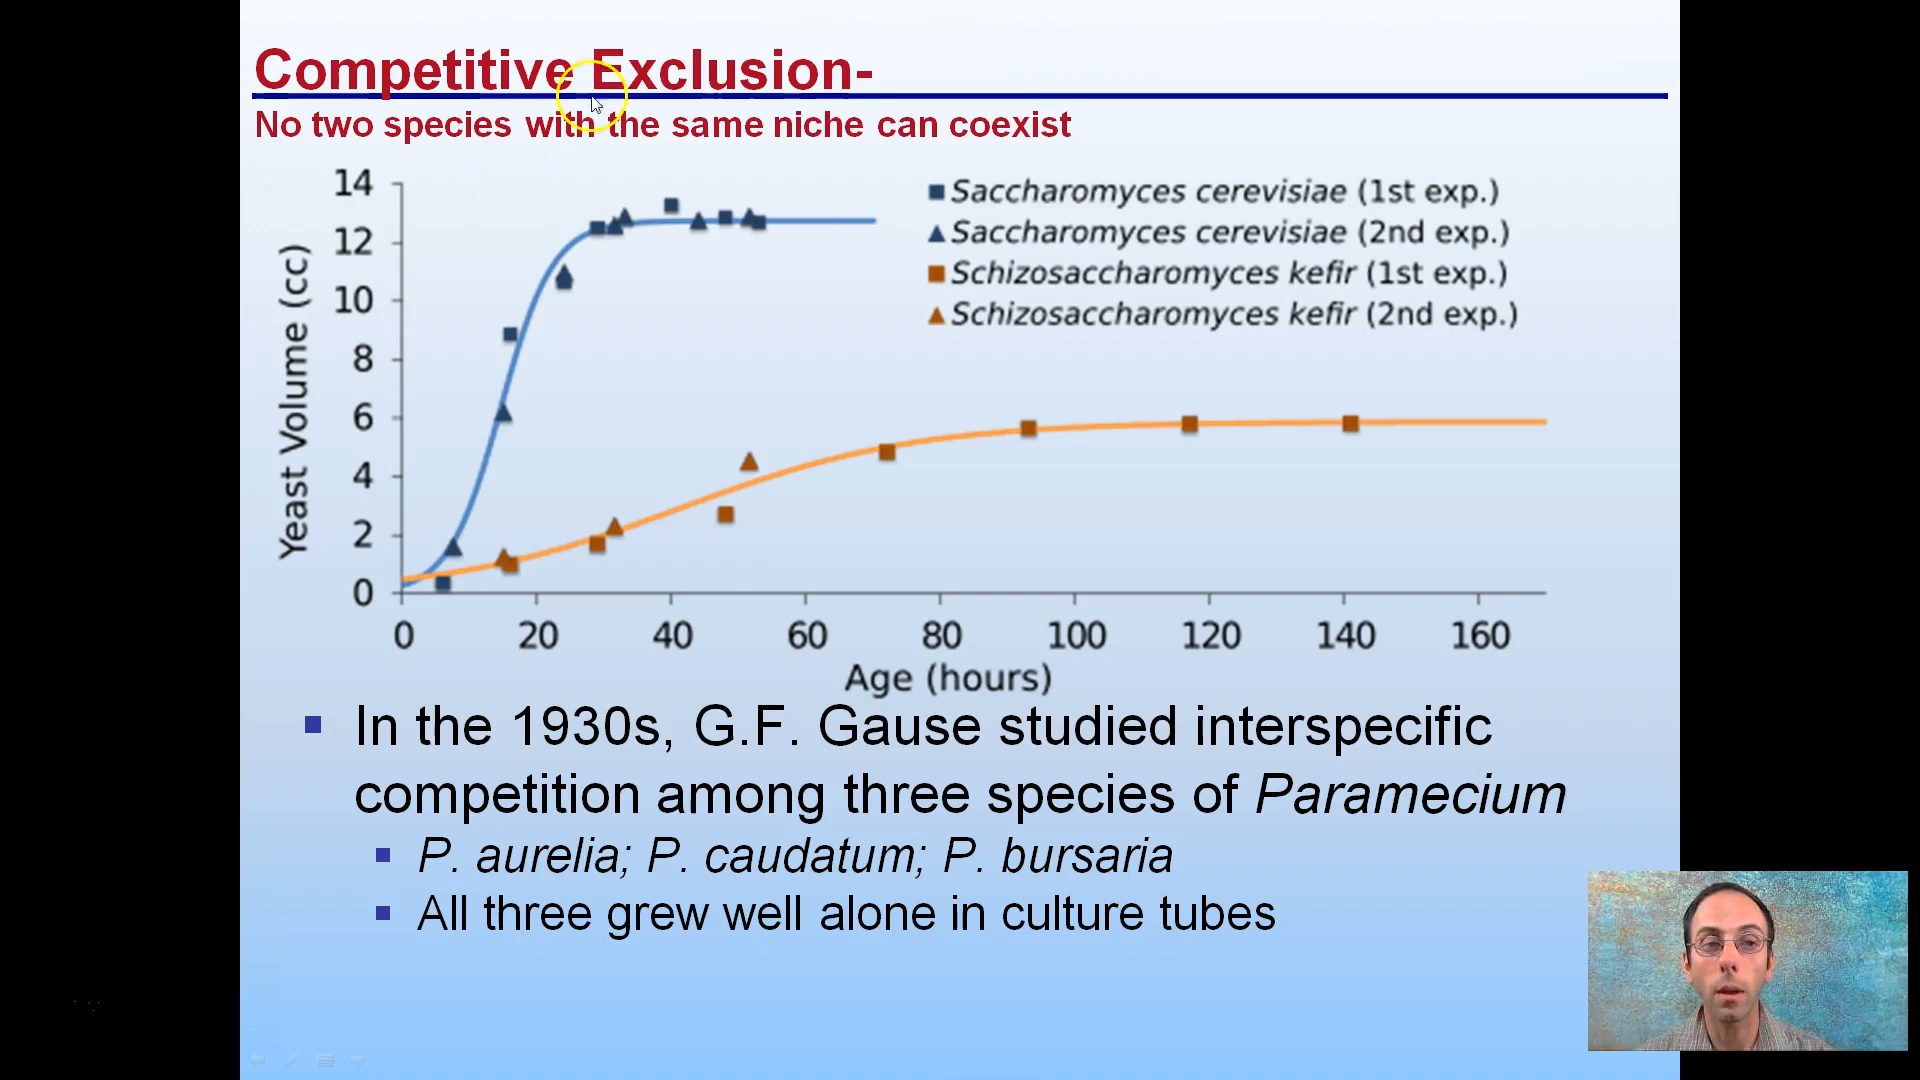 Competitive Exclusion-
No two species with the same niche can coexist
14
12
10
8
6
4
2
0
Yeast Volume (cc)
Saccharomyces cerevisiae (1st exp.)
Saccharomyces cerevisiae (2nd exp.)
Schizosaccharomyces kefir (1st exp.)
Schizosaccharomyces kefir (2nd exp.)
0 20 40 60 80 100 120 140 160
Age (hours)
In the 1930s, G.F. Gause studied interspecific
competition among three species of Paramecium
P. aurelia; P. caudatum; P. bursaria
All three grew well alone in culture tubes